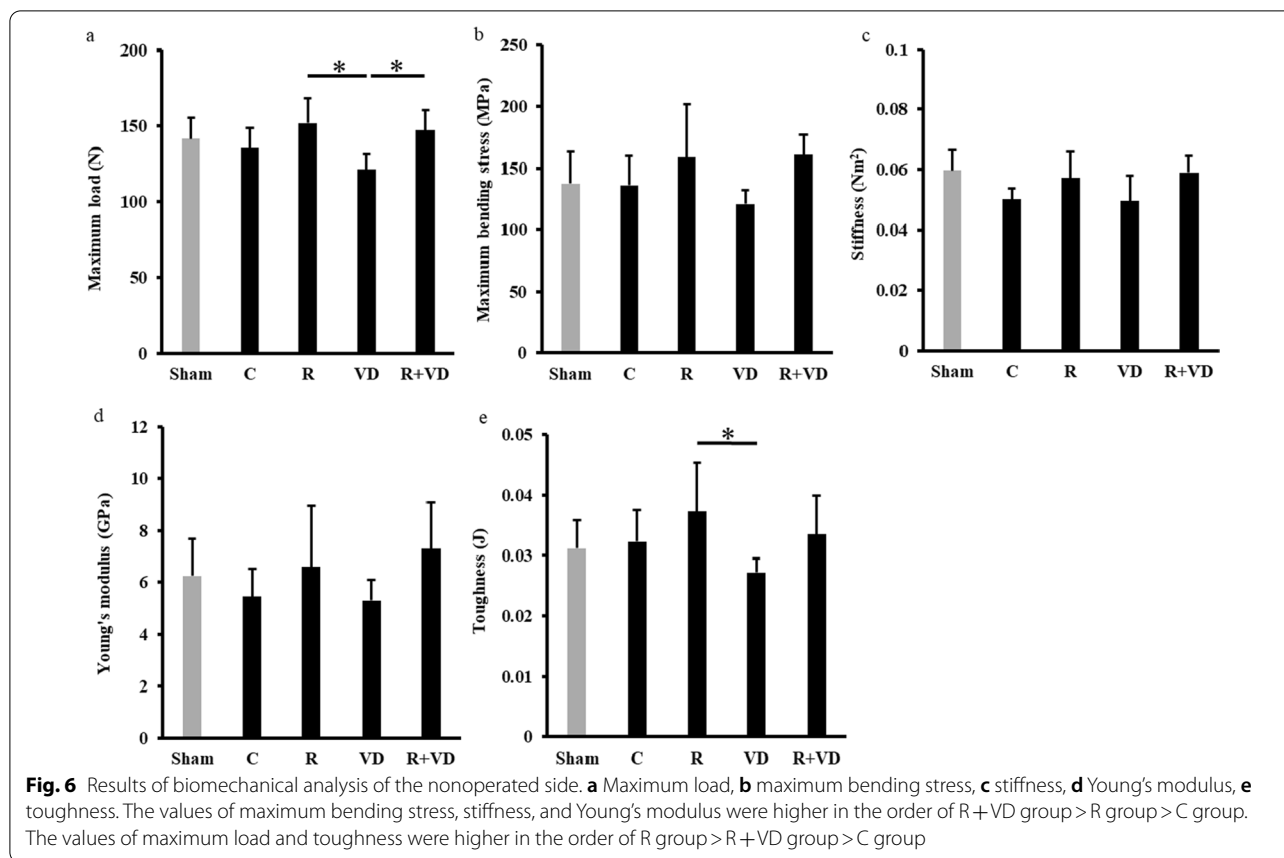 a
Maximum load (N)
200
150
100
50
0
* *
Sham C R VD R+VD
b
Maximum bending stress (MPa)
250
200
150
100
50
0
Sham C R VD R+VD
c
Stiffness (Nm²)
0.1
0.08
0.06
0.04
0.02
0
Sham C R VD R+VD
d
Young's modulus (GPa)
12
10
8
6
4
2
0
Sham C R VD R+VD
e
Toughness (J)
0.05
0.04
0.03
0.02
0.01
0
*
Sham C R VD R+VD
Fig. 6 Results of biomechanical analysis of the nonoperated side. a Maximum load, b maximum bending stress, c stiffness, d Young's modulus, e
toughness. The values of maximum bending stress, stiffness, and Young's modulus were higher in the order of R + VD group > R group > C group.
The values of maximum load and toughness were higher in the order of R group > R + VD group > C group